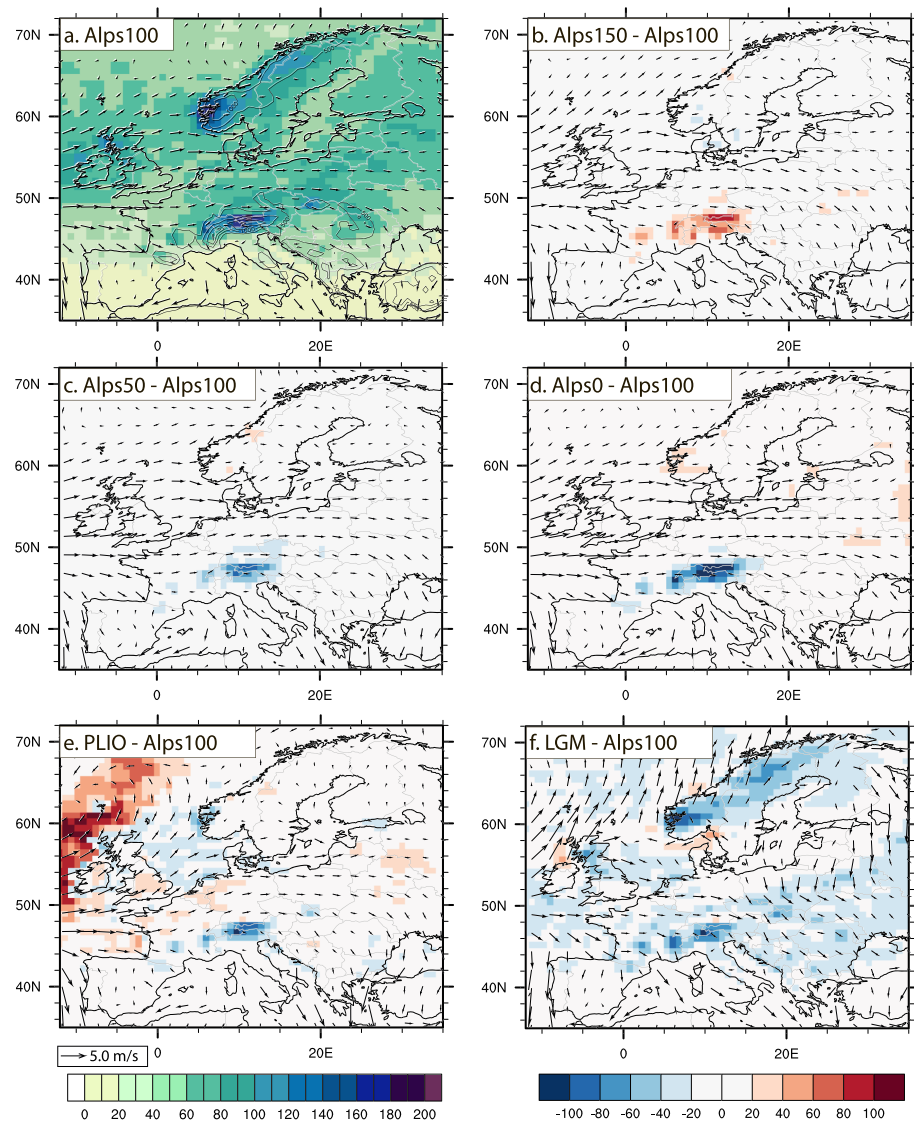 a. Alps100
b. Alps150 - Alps100
70N
60N
50N
40N
70N
60N
50N
40N
0
20E
0
20E
c. Alps50 - Alps100
d. Alps0 - Alps100
70N
60N
50N
40N
70N
60N
50N
40N
0
20E
0
20E
e. PLIO - Alps100
f. LGM - Alps100
70N
60N
50N
40N
70N
60N
50N
40N
0
20E
0
20E
5.0 m/s
0 20 40 60 80 100 120 140 160 180 200
-100 -80 -60 -40 -20 0 20 40 60 80 100